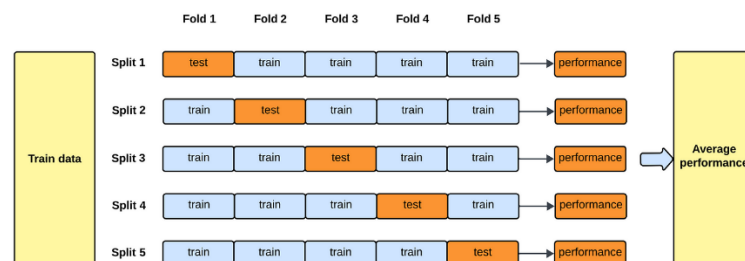 Fold 1 Fold 2 Fold 3 Fold 4 Fold 5
Split 1 test train train train train performance
Split 2 train test train train train performance
Train data
Split 3 train train test train train performance
Average performance
Split 4 train train train test train performance
Split 5 train train train train test performance